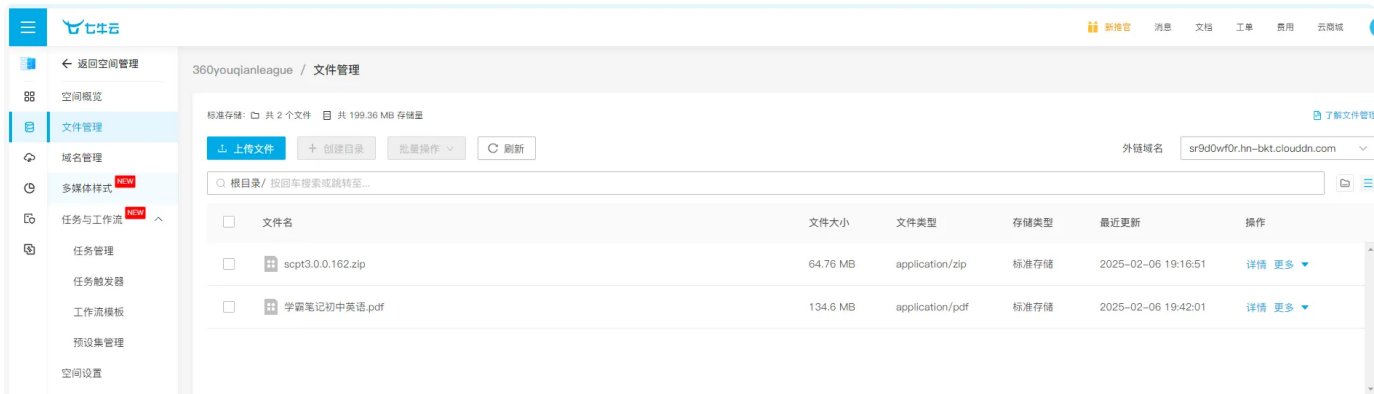 七牛云
新推官 消息 文档 工单 费用 云商城
返回空间管理
360youqianleague / 文件管理
空间概览
标准存储: 共 2 个文件 共 199.36 MB 存储量
了解文件管理
文件管理
上传文件 + 创建目录 批量操作 刷新
外链域名 sr9d0wf0r.hn-bkt.clouddn.com
域名管理
多媒体样式 NEW
根目录/ 按回车搜索或跳转至...
任务与工作流 NEW
文件名 文件大小 文件类型 存储类型 最近更新 操作
任务管理
scpt3.0.0.162.zip 64.76 MB application/zip 标准存储 2025-02-06 19:16:51 详情 更多
任务触发器
学霸笔记初中英语.pdf 134.6 MB application/pdf 标准存储 2025-02-06 19:42:01 详情 更多
工作流模板
预设集管理
空间设置